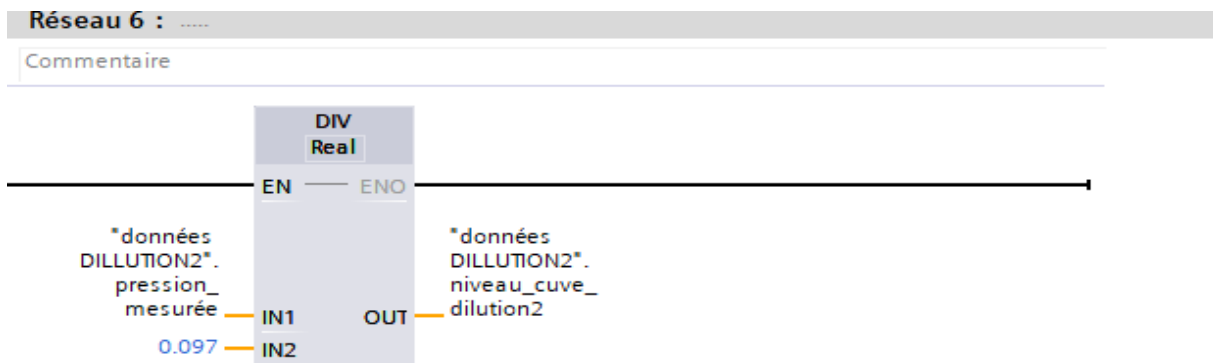 Réseau 6 : .....
Commentaire
DIV
Real
EN ENO
"données
DILLUTION2".
pression_
mesurée
IN1
0.097
IN2
OUT
"données
DILLUTION2".
niveau_cuve_
dilution2